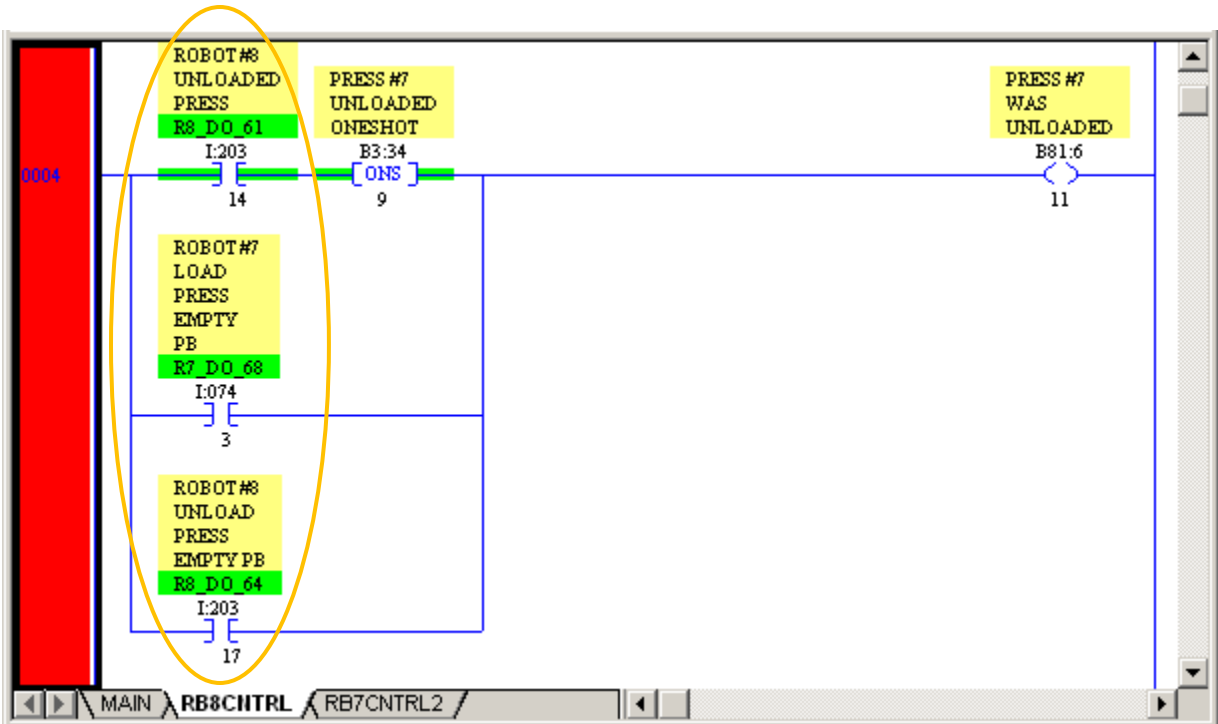 ROBOT #8
UNLOADED
PRESS
R8_DO_61
I:203
14
PRESS #7
UNLOADED
ONESHOT
B3:34
ONS
9
PRESS #7
WAS
UNLOADED
B81:6
11
0004
ROBOT #7
LOAD
PRESS
EMPTY
PB
R7_DO_68
I:074
3
ROBOT #8
UNLOAD
PRESS
EMPTY PB
R8_DO_64
I:203
17
MAIN RB8CNTRL RB7CNTRL2